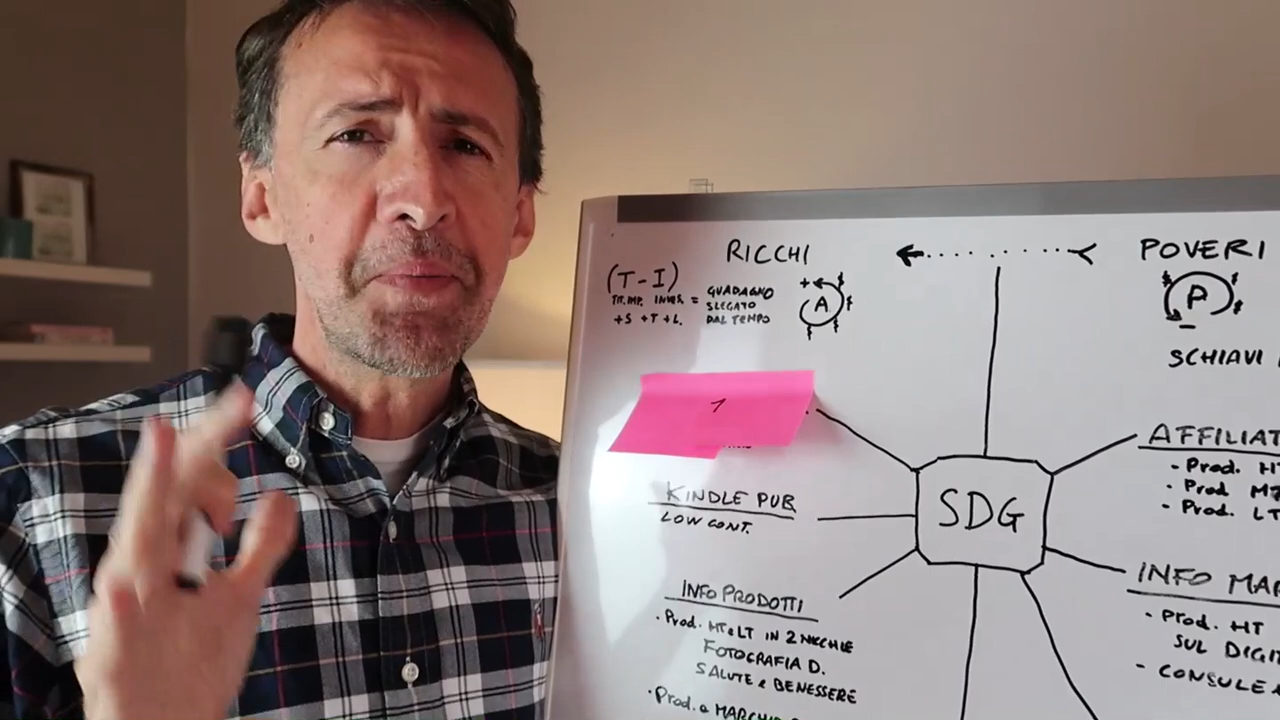 RICCHI
(T-I)
= GUADAGNO
SLEGATO
DAL TEMPO
+S +T +L.
+
A
1
KINDLE PUB
LOW CONT.
INFO PRODOTTI
- Prod. HT e LT IN 2 NICCHIE
FOTOGRAFIA D.
SALUTE e BENESSERE
SDG
POVERI
P
-
SCHIAVI
AFFILIAT
- Prod. HT
- Prod
- Prod. LT
INFO MAR
- Prod. HT
SUL DIGIT
- CONSULE